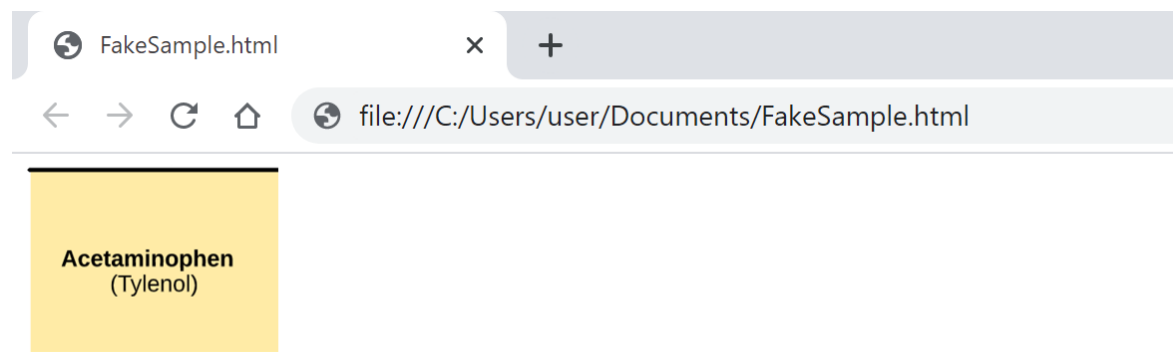 FakeSample.html
file:///C:/Users/user/Documents/FakeSample.html
Acetaminophen
(Tylenol)